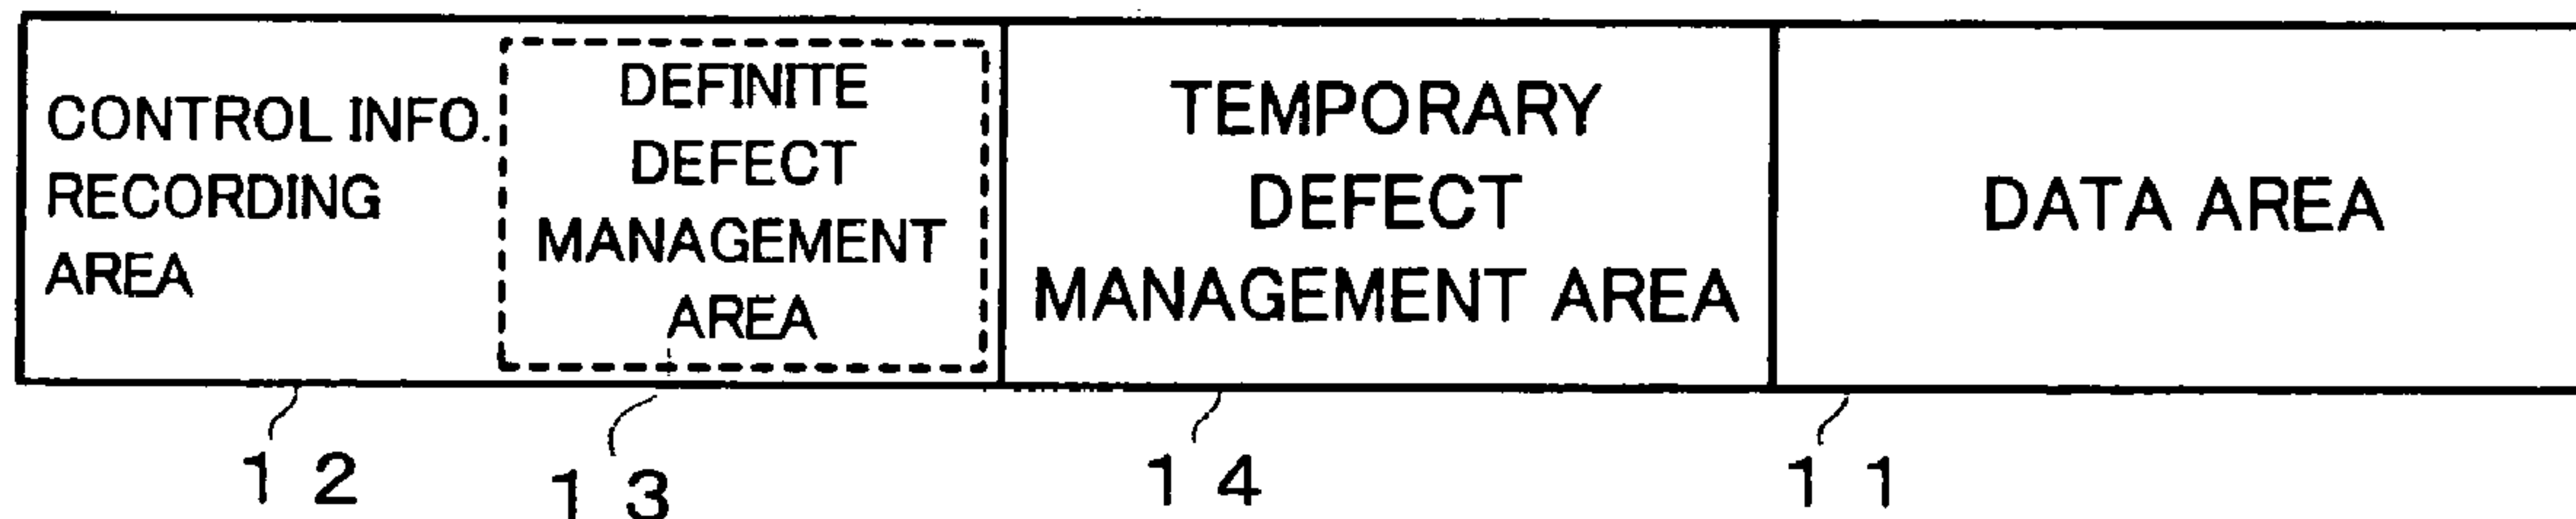 CONTROL INFO.
RECORDING
AREA
DEFINITE
DEFECT
MANAGEMENT
AREA
TEMPORARY
DEFECT
MANAGEMENT AREA
DATA AREA
12
13
14
11